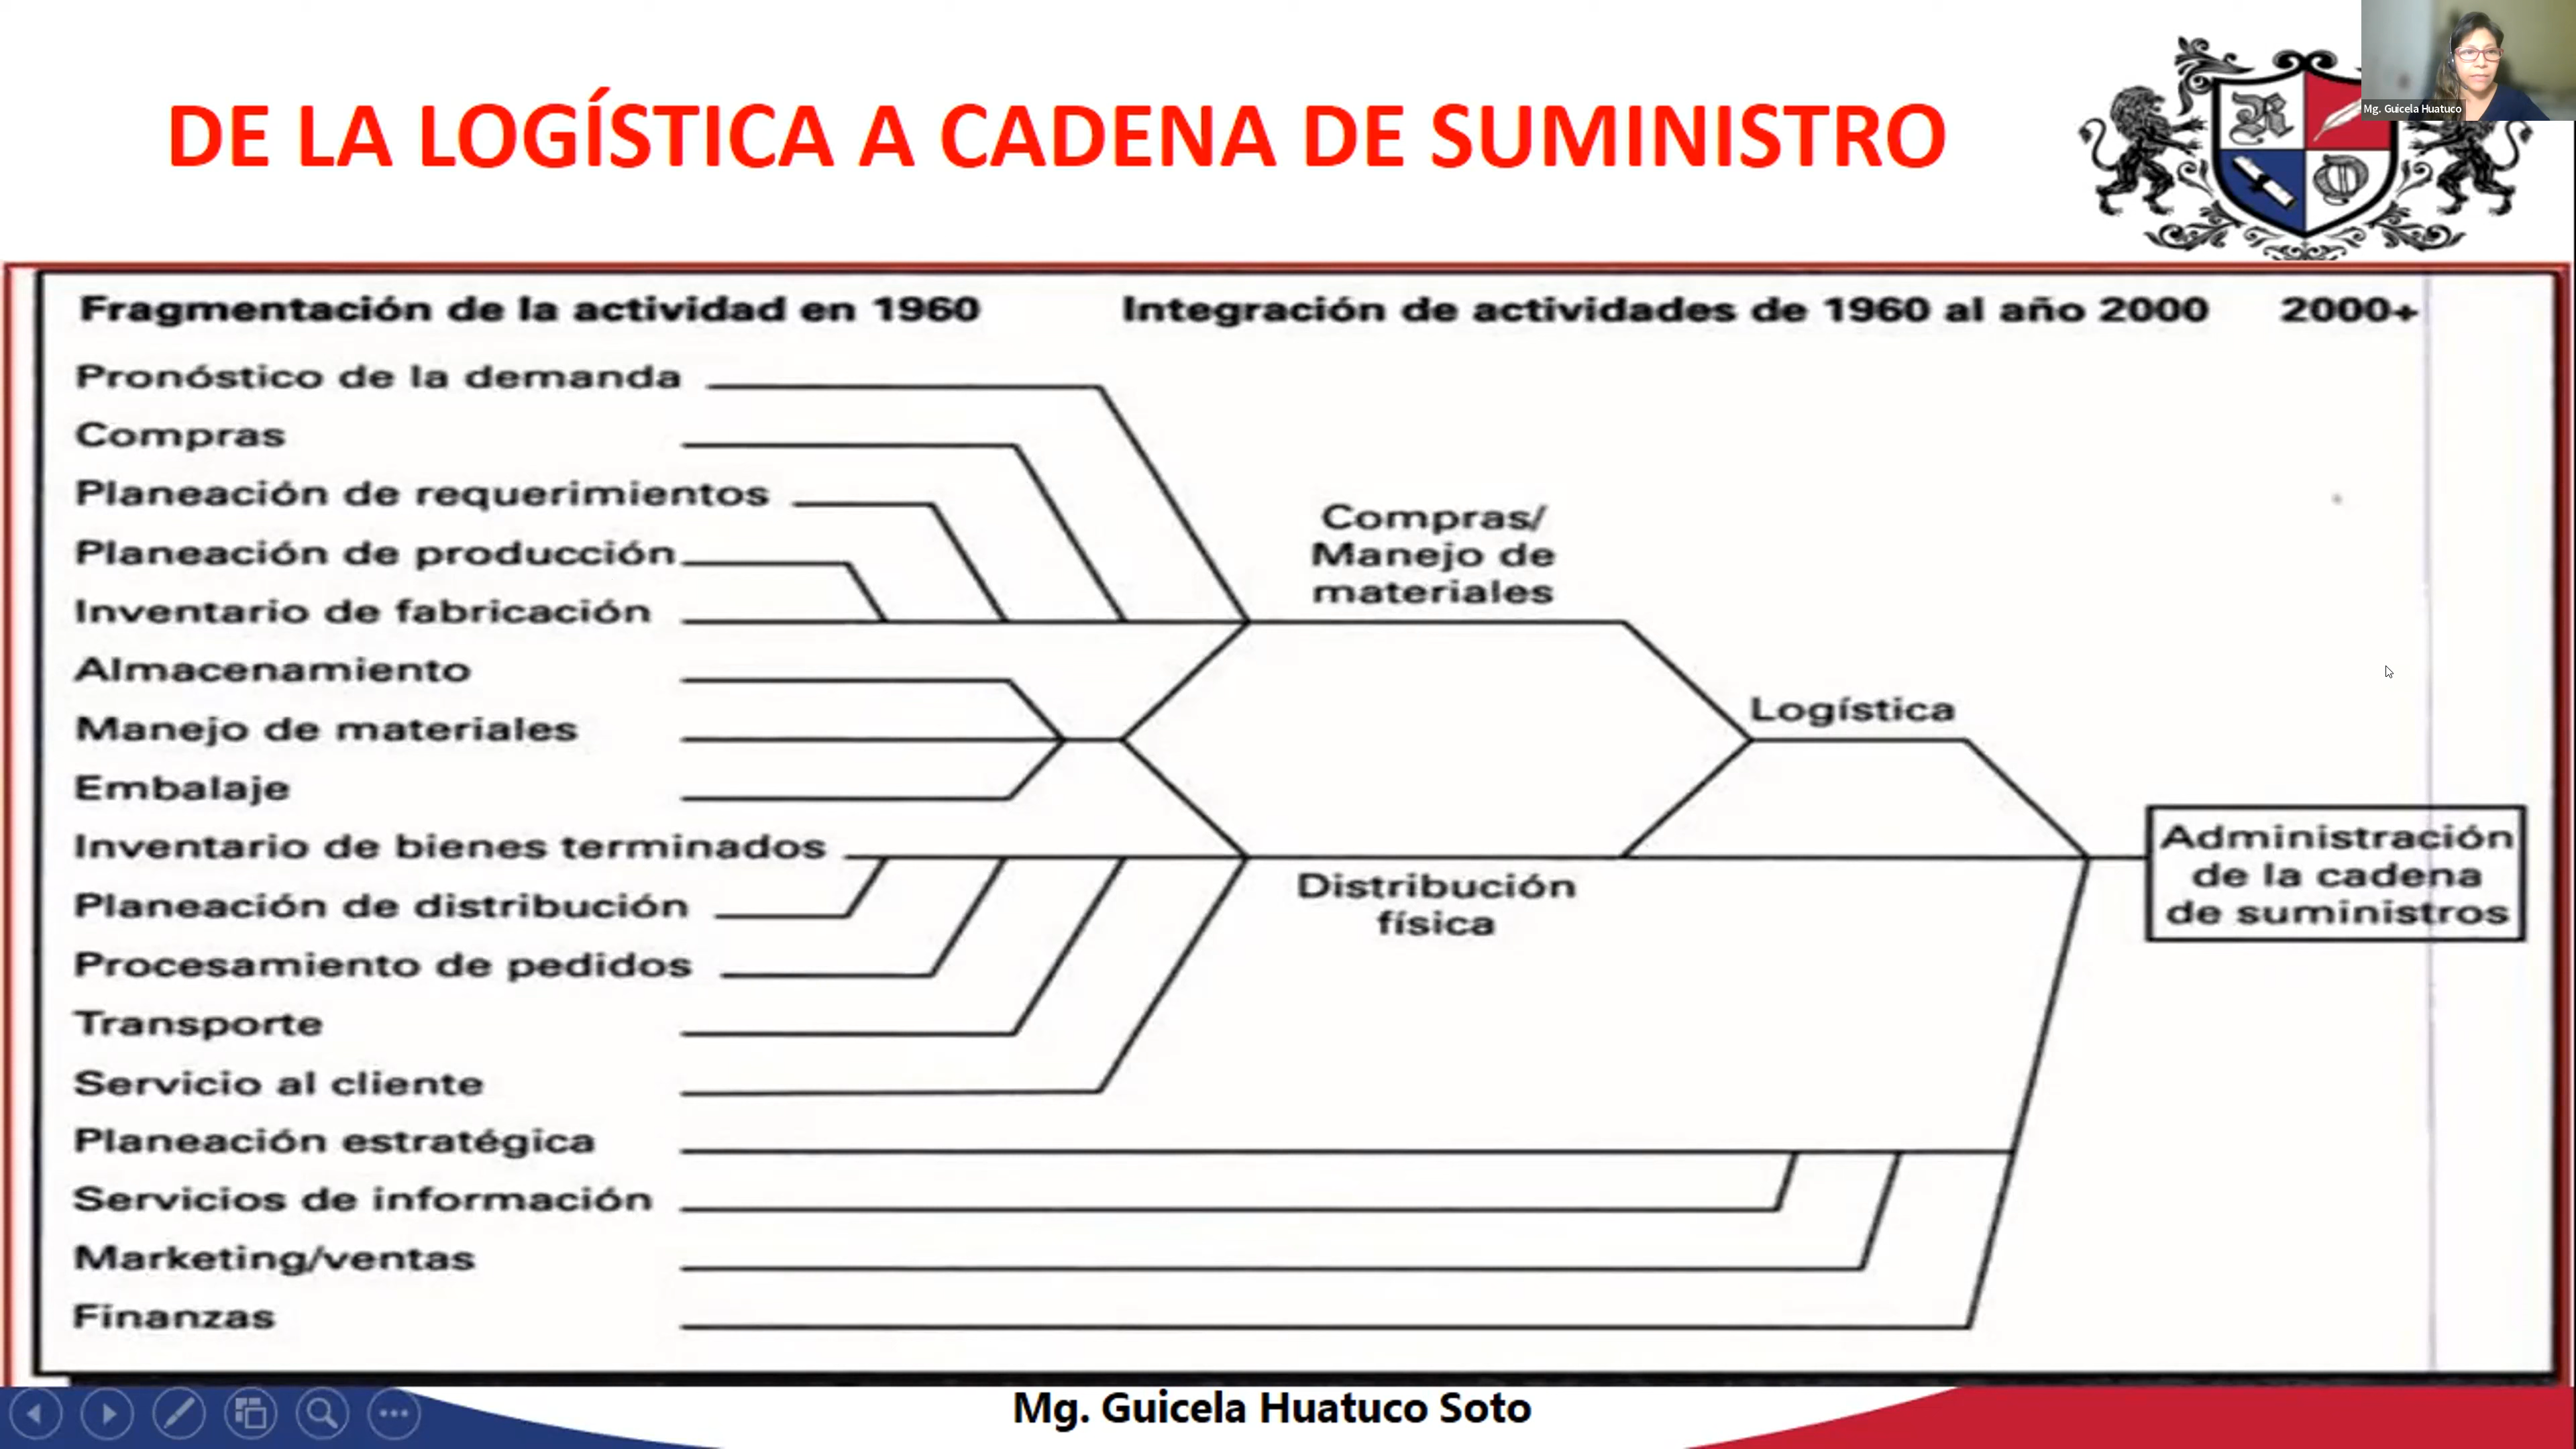 DE LA LOGÍSTICA A CADENA DE SUMINISTRO
Mg. Guicela Huatuco
Fragmentación de la actividad en 1960
Integración de actividades de 1960 al año 2000
2000+
Pronóstico de la demanda
Compras
Planeación de requerimientos
Planeación de producción
Inventario de fabricación
Almacenamiento
Manejo de materiales
Embalaje
Inventario de bienes terminados
Planeación de distribución
Procesamiento de pedidos
Transporte
Servicio al cliente
Planeación estratégica
Servicios de información
Marketing/ventas
Finanzas
Compras/
Manejo de
materiales
Distribución
física
Logística
Administración
de la cadena
de suministros
Mg. Guicela Huatuco Soto